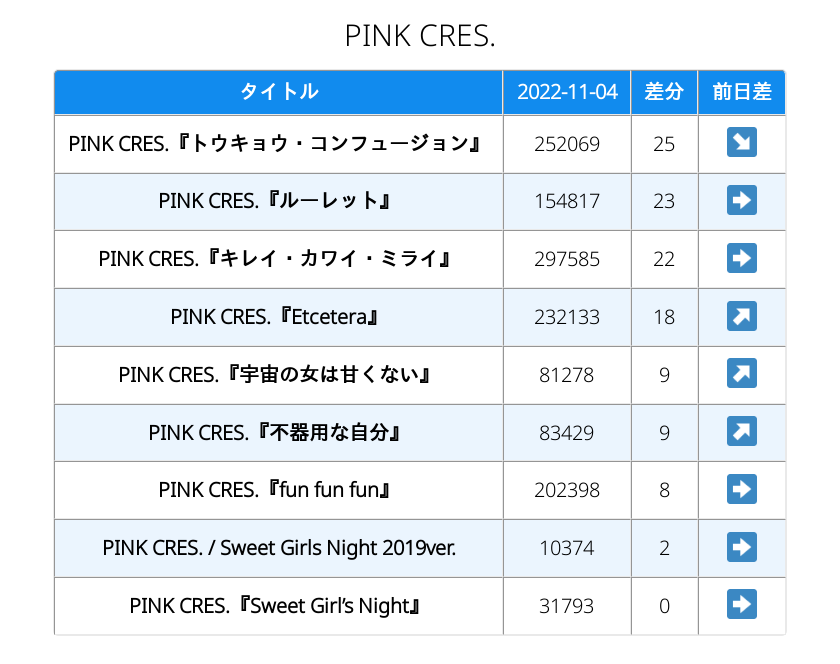 PINK CRES.
タイトル 2022-11-04 差分 前日差
PINK CRES.『トウキョウ・コンフュージョン』 252069 25 ↘
PINK CRES.『ルーレット』 154817 23 ➡
PINK CRES.『キレイ・カワイ・ミライ』 297585 22 ➡
PINK CRES.『Etcetera』 232133 18 ↗
PINK CRES.『宇宙の女は甘くない』 81278 9 ↗
PINK CRES.『不器用な自分』 83429 9 ↗
PINK CRES.『fun fun fun』 202398 8 ➡
PINK CRES. / Sweet Girls Night 2019ver. 10374 2 ➡
PINK CRES.『Sweet Girl’s Night』 31793 0 ➡